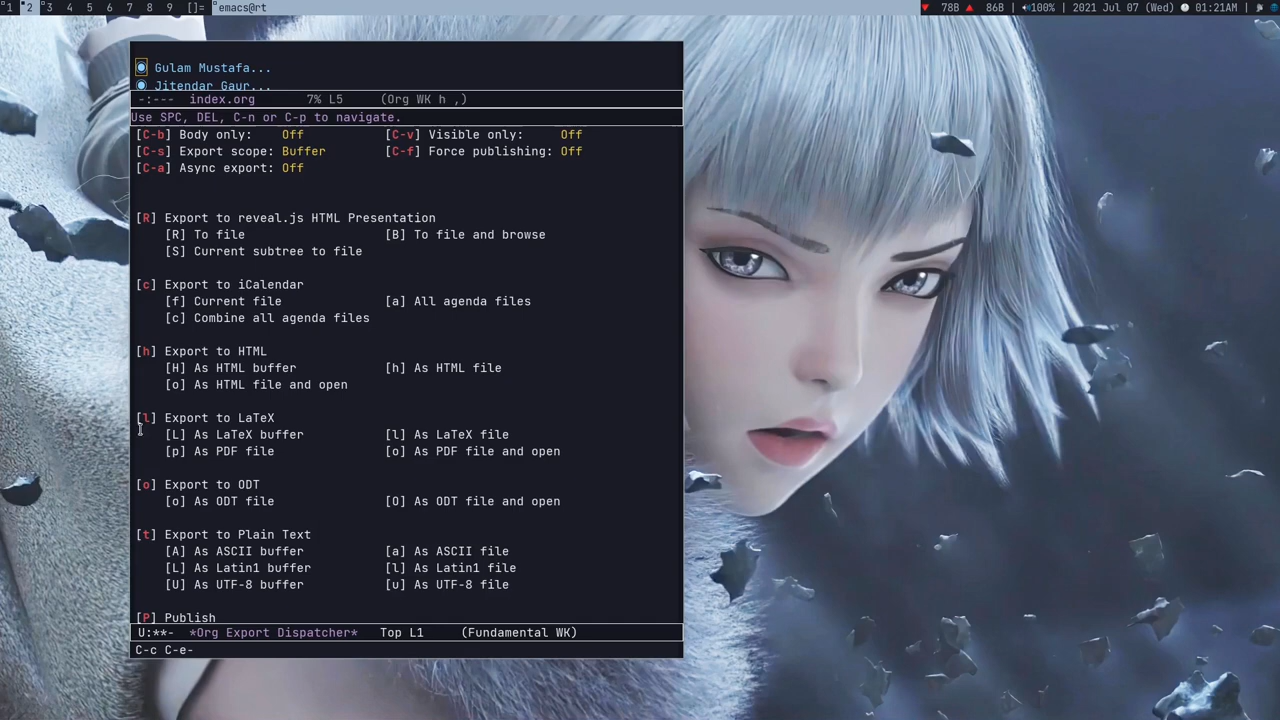 1 2 3 4 5 6 7 8 9 []= emacs@rt 78B 86B 100% | 2021 Jul 07 (Wed) 01:21AM |
Gulam Mustafa...
Jitendar Gaur...
-:--- index.org 7% L5 (Org WK h ,)
Use SPC, DEL, C-n or C-p to navigate.
[C-b] Body only: Off [C-v] Visible only: Off
[C-s] Export scope: Buffer [C-f] Force publishing: Off
[C-a] Async export: Off
[R] Export to reveal.js HTML Presentation
[R] To file [B] To file and browse
[S] Current subtree to file
[c] Export to iCalendar
[f] Current file [a] All agenda files
[c] Combine all agenda files
[h] Export to HTML
[H] As HTML buffer [h] As HTML file
[o] As HTML file and open
[l] Export to LaTeX
[L] As LaTeX buffer [l] As LaTeX file
[p] As PDF file [o] As PDF file and open
[o] Export to ODT
[o] As ODT file [O] As ODT file and open
[t] Export to Plain Text
[A] As ASCII buffer [a] As ASCII file
[L] As Latin1 buffer [l] As Latin1 file
[U] As UTF-8 buffer [u] As UTF-8 file
[P] Publish
U:**- *Org Export Dispatcher* Top L1 (Fundamental WK)
C-c C-e-